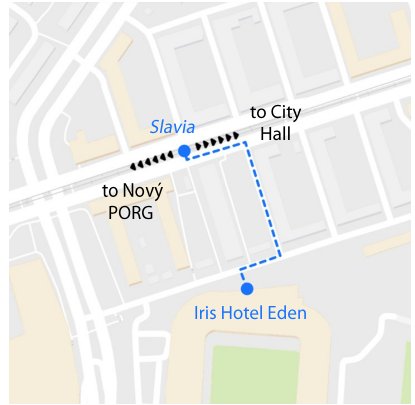 to City
Hall
Slavia
to Nový
PORG
Iris Hotel Eden